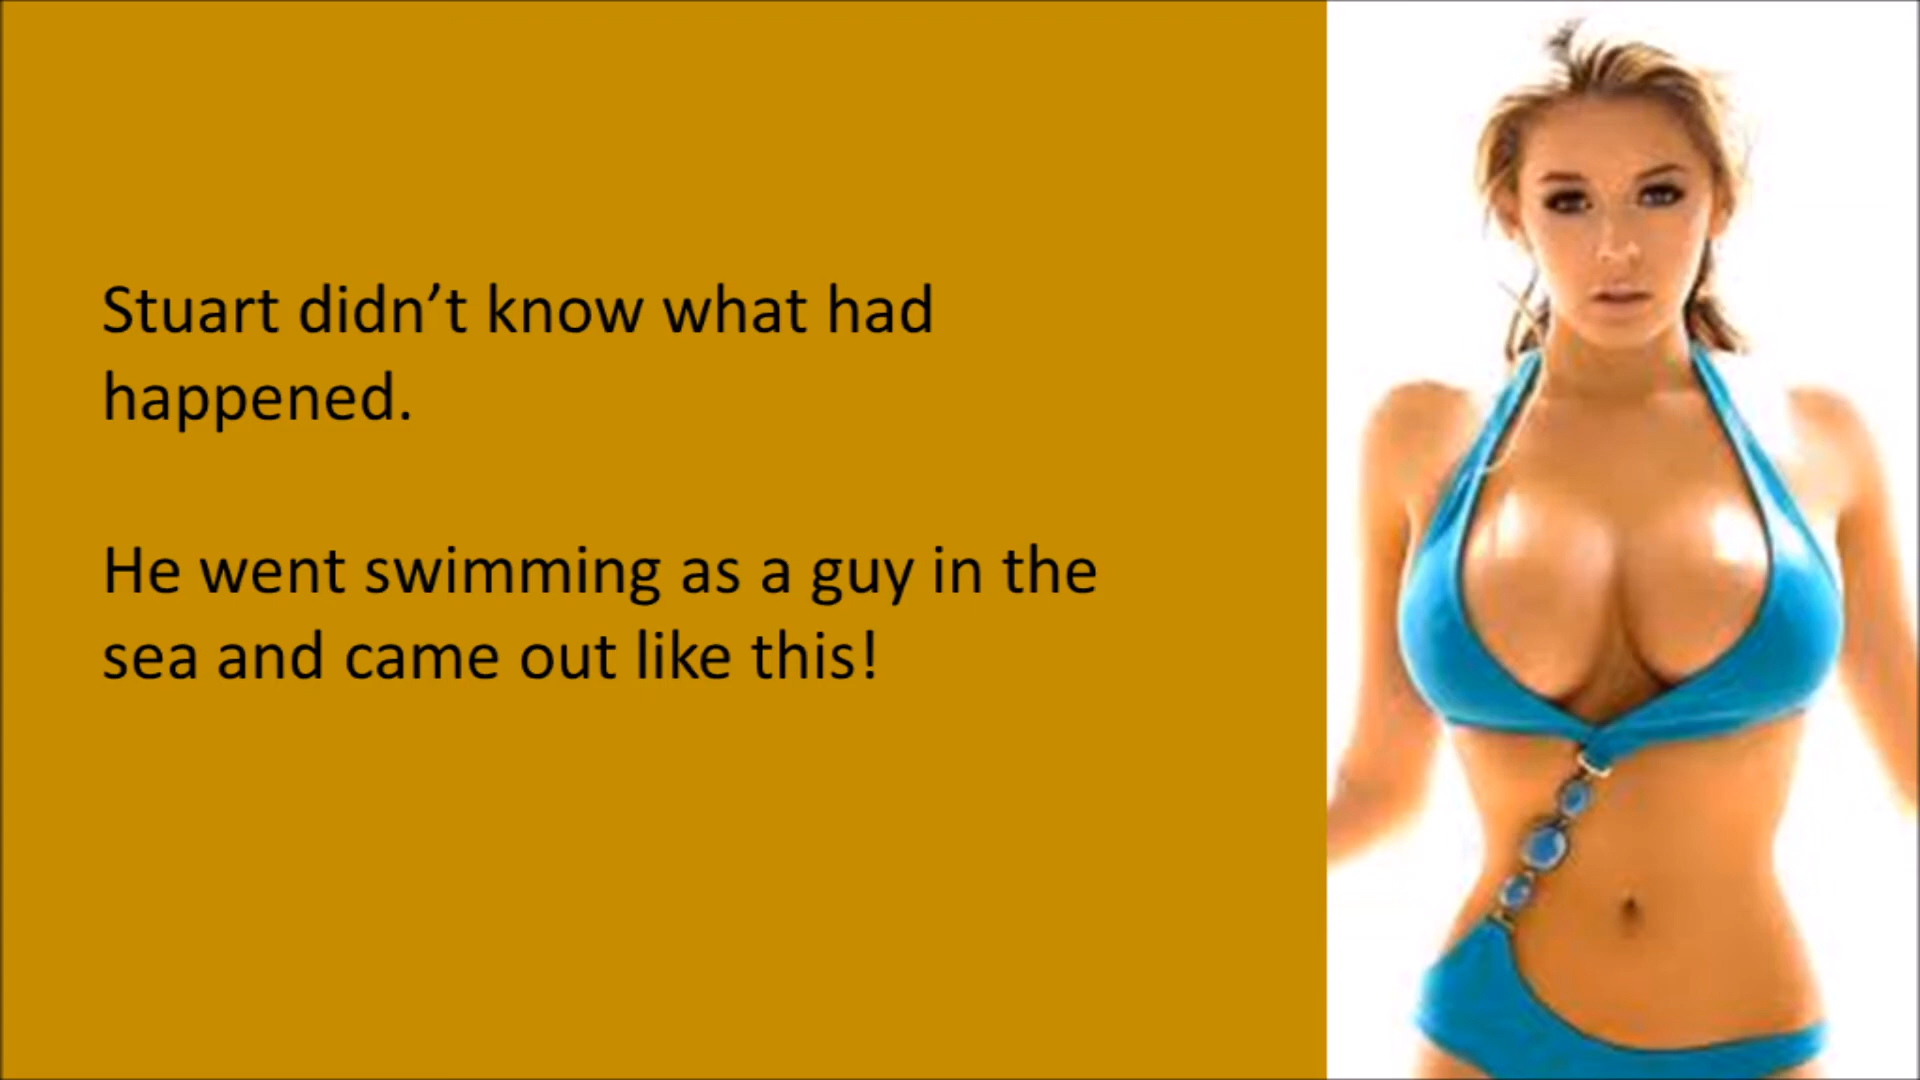 Stuart didn’t know what had
happened.
He went swimming as a guy in the
sea and came out like this!